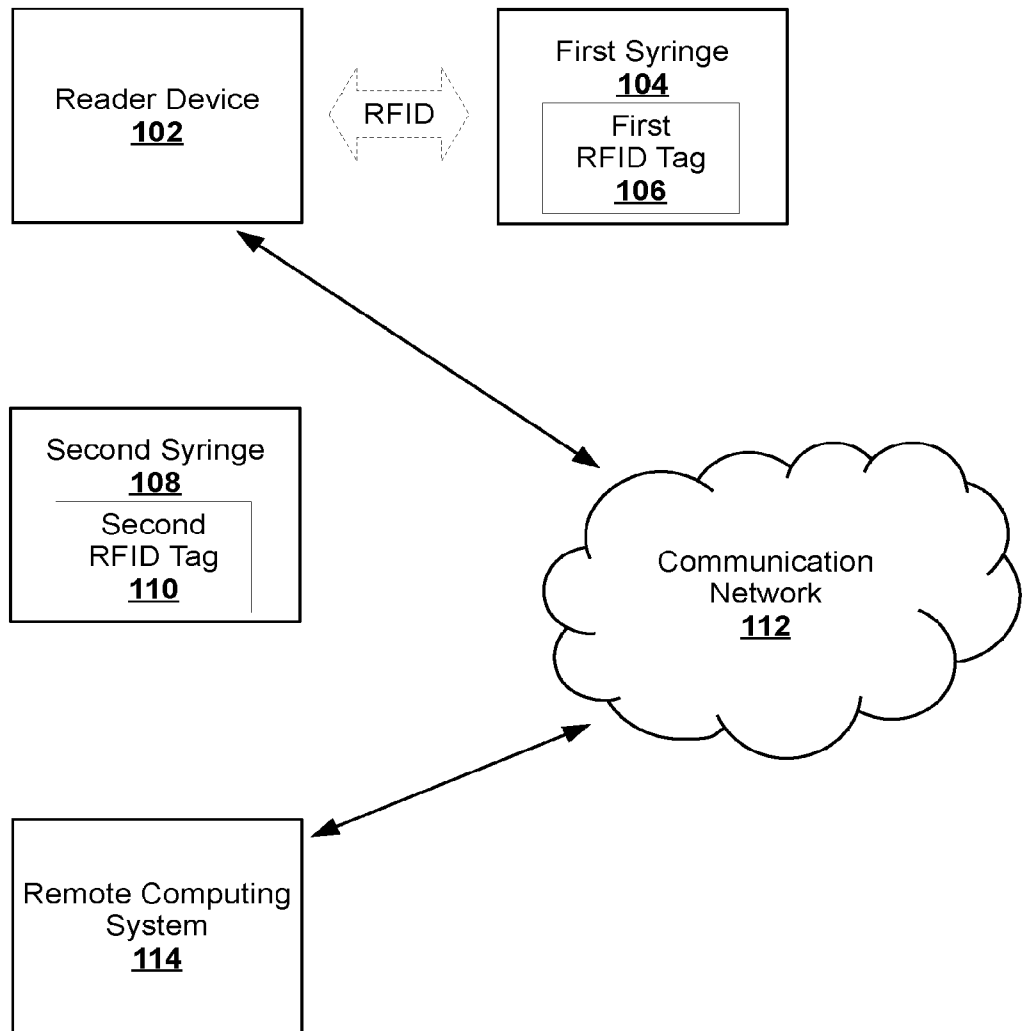 Reader Device
102
RFID
First Syringe
104
First
RFID Tag
106
Second Syringe
108
Second
RFID Tag
110
Communication
Network
112
Remote Computing
System
114